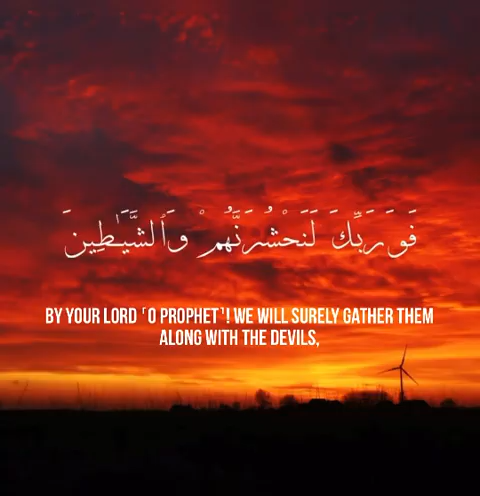 فَوَرَبِّكَ لَنَحْشُرَنَّهُمْ وَٱلشَّيَـٰطِينَ
BY YOUR LORD ˹O PROPHET˺! WE WILL SURELY GATHER THEM
ALONG WITH THE DEVILS,